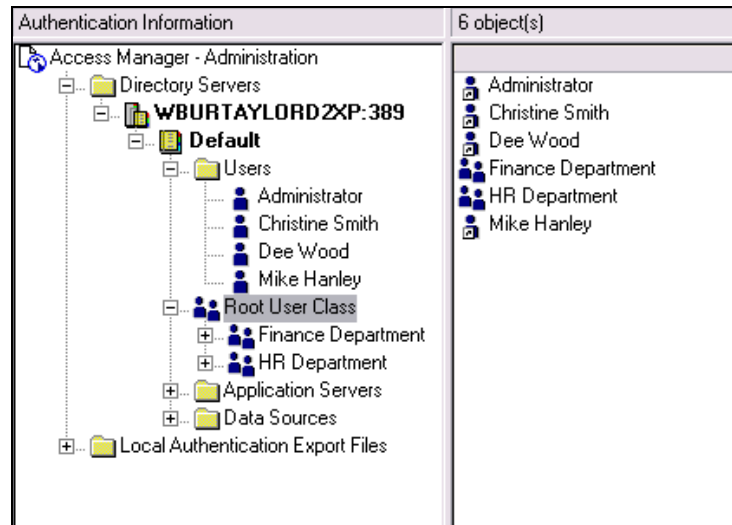 Authentication Information
Access Manager - Administration
Directory Servers
WBURTAYLORD2XP:389
Default
Users
Administrator
Christine Smith
Dee Wood
Mike Hanley
Root User Class
Finance Department
HR Department
Application Servers
Data Sources
Local Authentication Export Files
6 object(s)
Administrator
Christine Smith
Dee Wood
Finance Department
HR Department
Mike Hanley